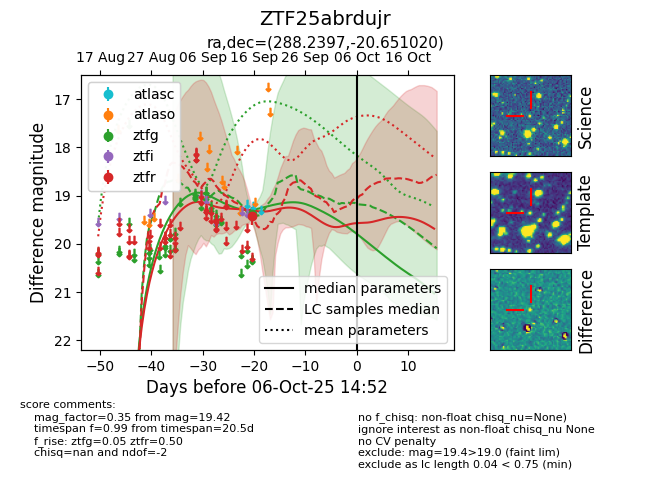 ZTF25abrdujr
ra,dec=(288.2397,-20.651020)
17 Aug 27 Aug 06 Sep 16 Sep 26 Sep 06 Oct 16 Oct
Difference magnitude
17
18
19
20
21
22
atlasc
atlaso
ztfg
ztfi
ztfr
median parameters
LC samples median
mean parameters
−50 −40 −30 −20 −10 0 10
Days before 06-Oct-25 14:52
Science
Template
Difference
score comments:
mag_factor=0.35 from mag=19.42
timespan f=0.99 from timespan=20.5d
f_rise: ztfg=0.05 ztfr=0.50
chisq=nan and ndof=-2
no f_chisq: non-float chisq_nu=None)
ignore interest as non-float chisq_nu None
no CV penalty
exclude: mag=19.4>19.0 (faint lim)
exclude as lc length 0.04 < 0.75 (min)